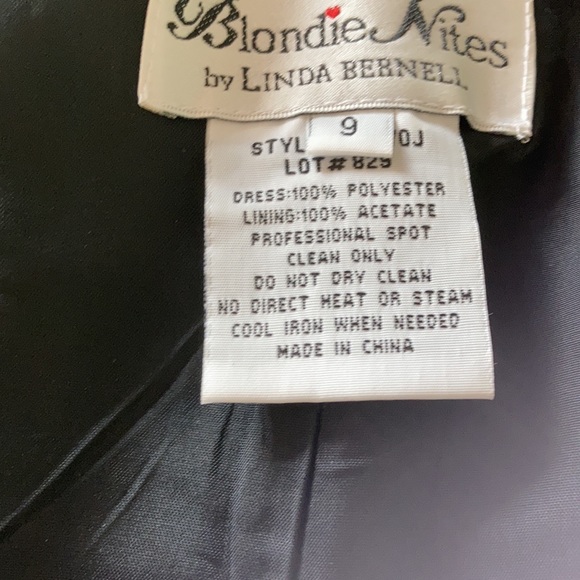 Blondie Nites
by LINDA BERNELL
9
STYL 0J
LOT# 829
DRESS:100% POLYESTER
LINING:100% ACETATE
PROFESSIONAL SPOT
CLEAN ONLY
DO NOT DRY CLEAN
NO DIRECT HEAT OR STEAM
COOL IRON WHEN NEEDED
MADE IN CHINA